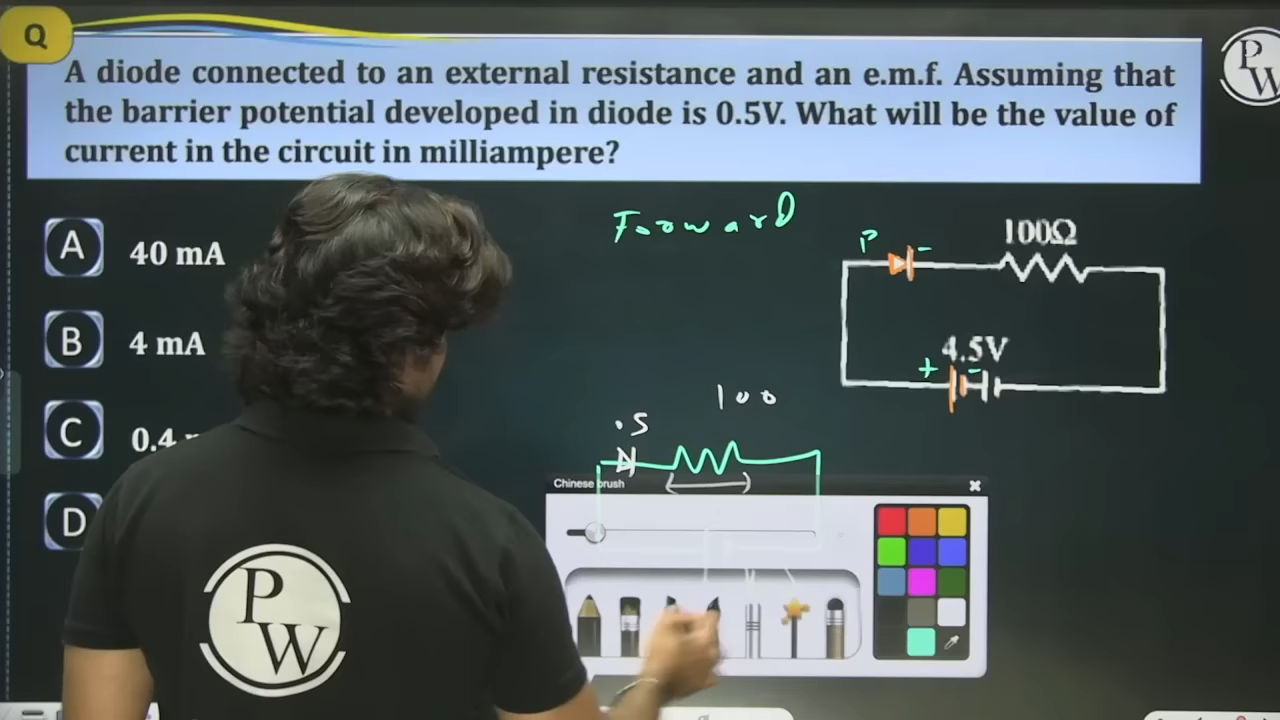 Q
A diode connected to an external resistance and an e.m.f. Assuming that
the barrier potential developed in diode is 0.5V. What will be the value of
current in the circuit in milliampere?
PW
A 40 mA
B 4 mA
C 0.4
D
Forward
P -
100Ω
4.5V
+ -
100
.5
Chinese brush
PW